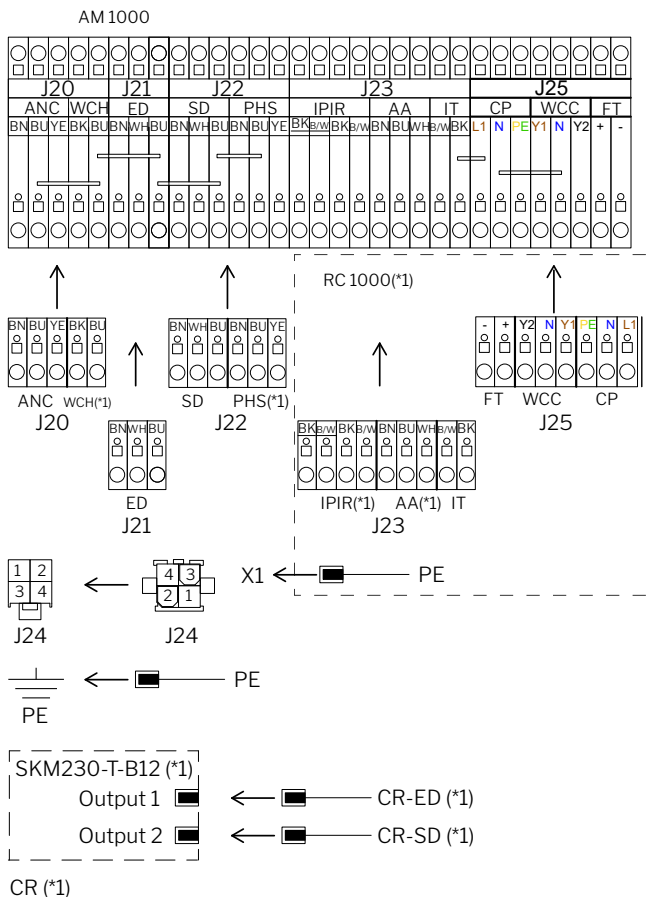 AM 1000
J20 J21 J22 J23 J25
ANC WCH ED SD PHS IPIR AA IT CP WCC FT
BN BU YE BK BU BN WH BU BN WH BU BN BU YE BK B/W BK B/W BN BU WH B/W BK L1 N PE Y1 N Y2 + -
RC 1000(*1)
BN BU YE BK BU BN WH BU BN BU YE - + Y2 N Y1 PE N L1
ANC WCH(*1) SD PHS(*1) FT WCC CP
J20 J22 J25
BN WH BU BK B/W BK B/W BN BU WH B/W BK
ED IPIR(*1) AA(*1) IT
J21 J23
1 2 4 3 X1 PE
3 4 2 1
J24 J24
PE
PE
SKM230-T-B12 (*1)
Output 1 CR-ED (*1)
Output 2 CR-SD (*1)
CR (*1)